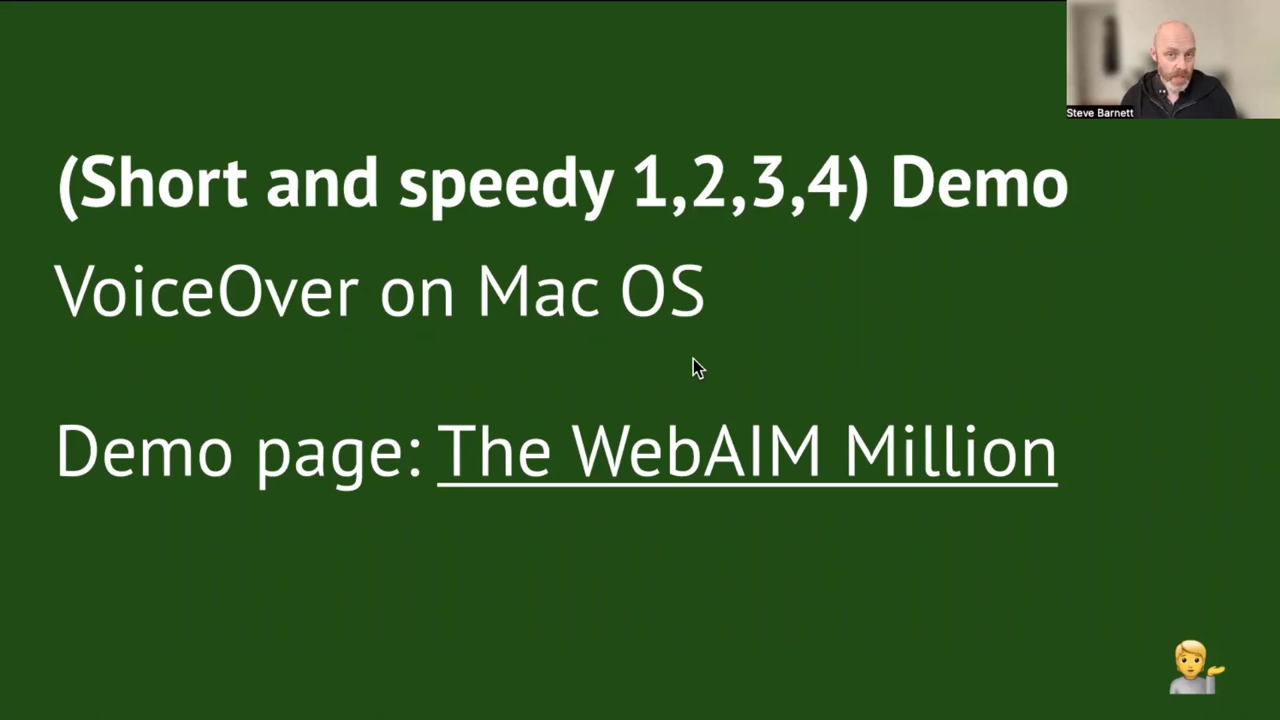 Steve Barnett
(Short and speedy 1,2,3,4) Demo
VoiceOver on Mac OS
Demo page: The WebAIM Million